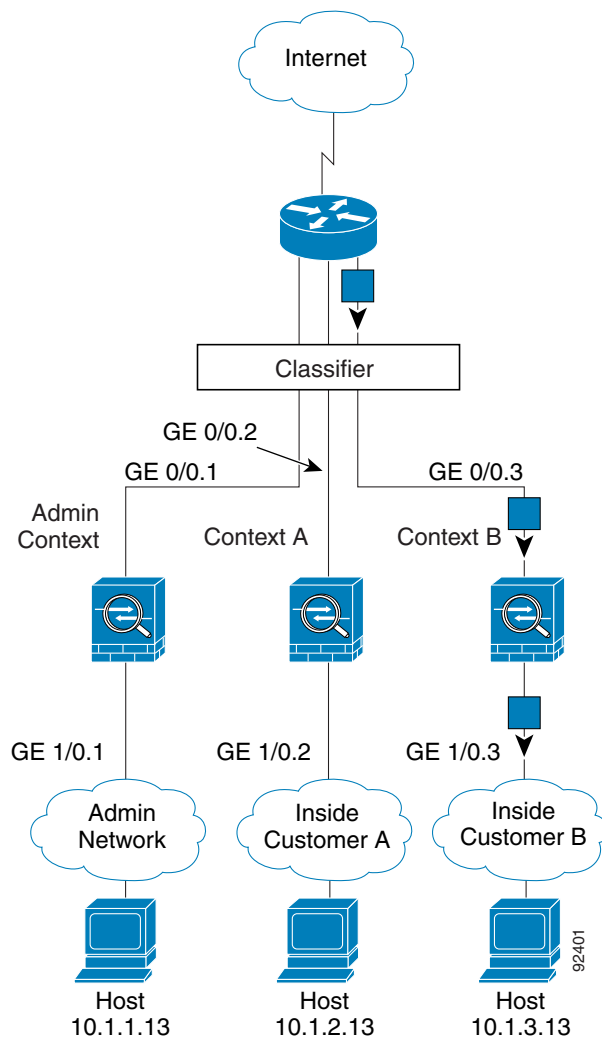 Internet
Classifier
GE 0/0.2
GE 0/0.1
GE 0/0.3
Admin
Context
Context A
Context B
GE 1/0.1
GE 1/0.2
GE 1/0.3
Admin
Network
Inside
Customer A
Inside
Customer B
92401
Host
10.1.1.13
Host
10.1.2.13
Host
10.1.3.13